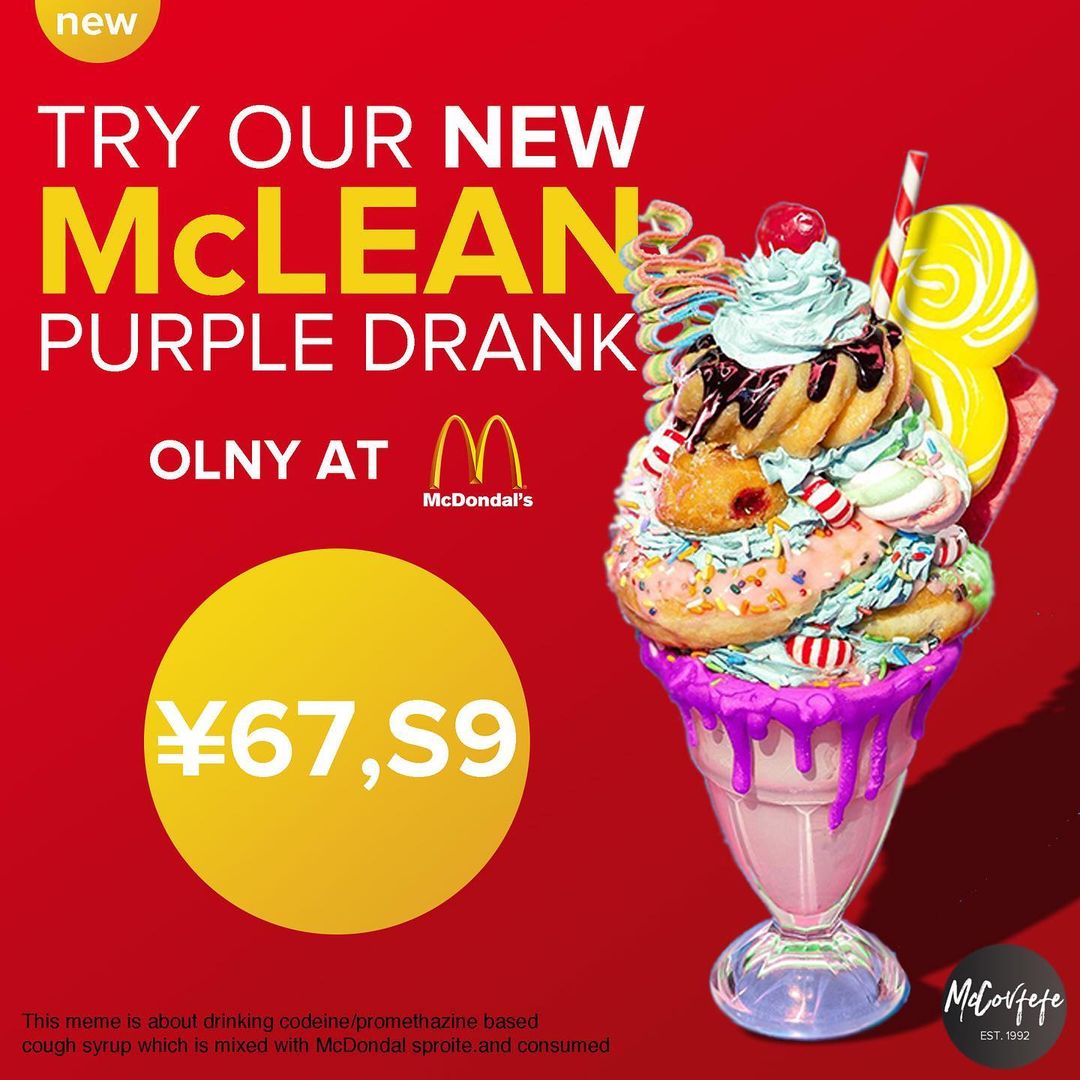 new
TRY OUR NEW
McLEAN
PURPLE DRANK
OLNY AT
McDondal's
¥67,S9
This meme is about drinking codeine/promethazine based
cough syrup which is mixed with McDondal sproite.and consumed
McCovfefe
EST. 1992